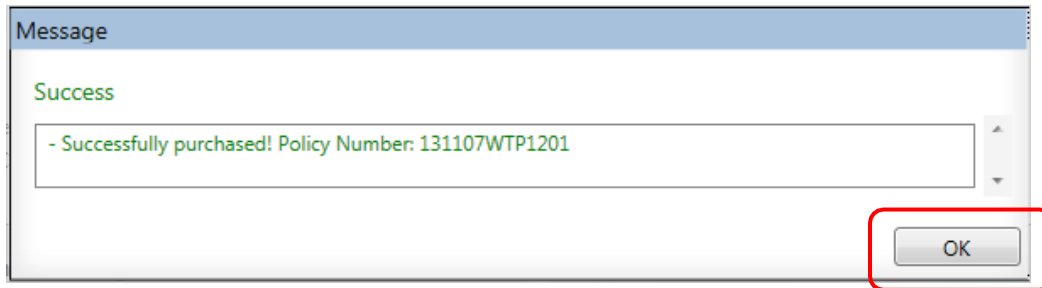 Message
Success
- Successfully purchased! Policy Number: 131107WTP1201
OK